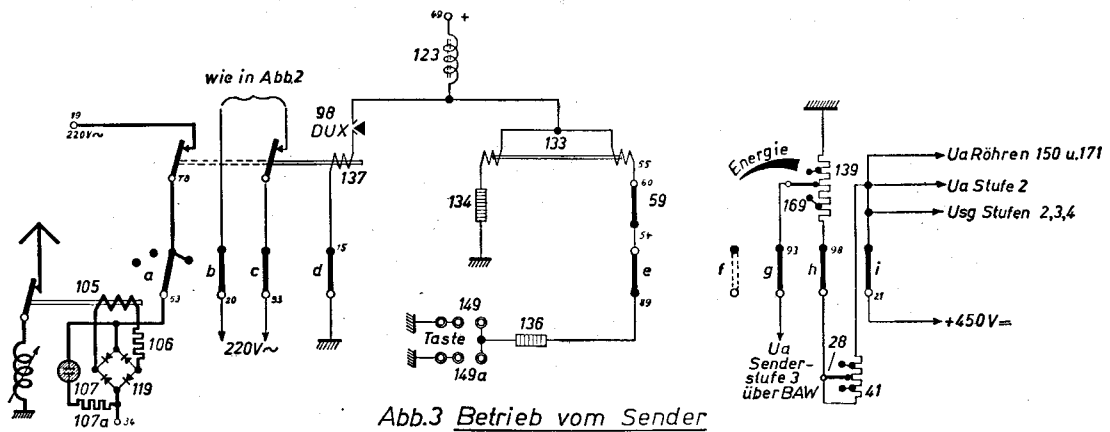 49 +
123
wie in Abb.2
19
220V~
98
DUX
78
137
133
55
60
59
54
134
Energie
139
169
Ua Röhren 150 u.171
Ua Stufe 2
Usg Stufen 2,3,4
a
b
c
d
15
e
f
g
93
h
98
i
53
20
93
89
21
105
106
107
119
107a
34
220V~
149
Taste
149a
136
+450V=
Ua
Sender-
stufe 3
über BAW
28
41
Abb.3 Betrieb vom Sender